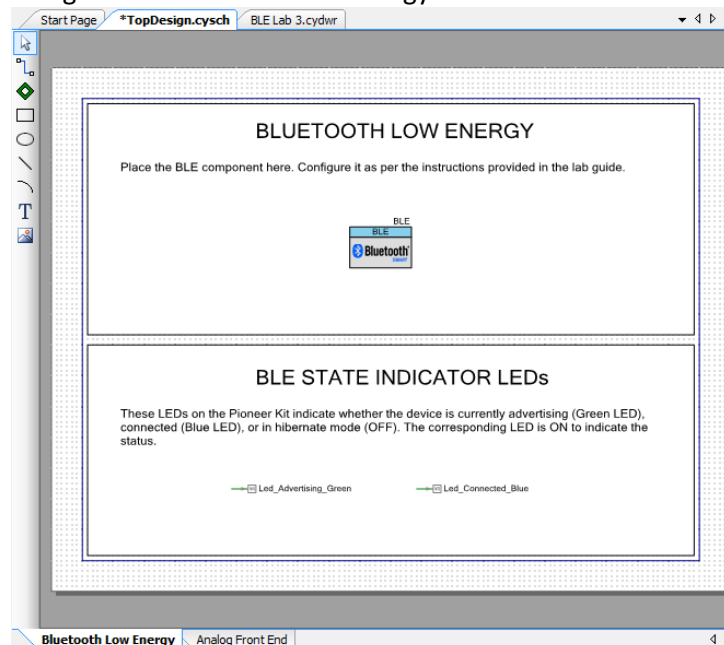 Start Page *TopDesign.cysch BLE Lab 3.cydwr
T
BLUETOOTH LOW ENERGY
Place the BLE component here. Configure it as per the instructions provided in the lab guide.
BLE
BLE
Bluetooth
SMART
BLE STATE INDICATOR LEDs
These LEDs on the Pioneer Kit indicate whether the device is currently advertising (Green LED),
connected (Blue LED), or in hibernate mode (OFF). The corresponding LED is ON to indicate the
status.
Led_Advertising_Green Led_Connected_Blue
Bluetooth Low Energy Analog Front End